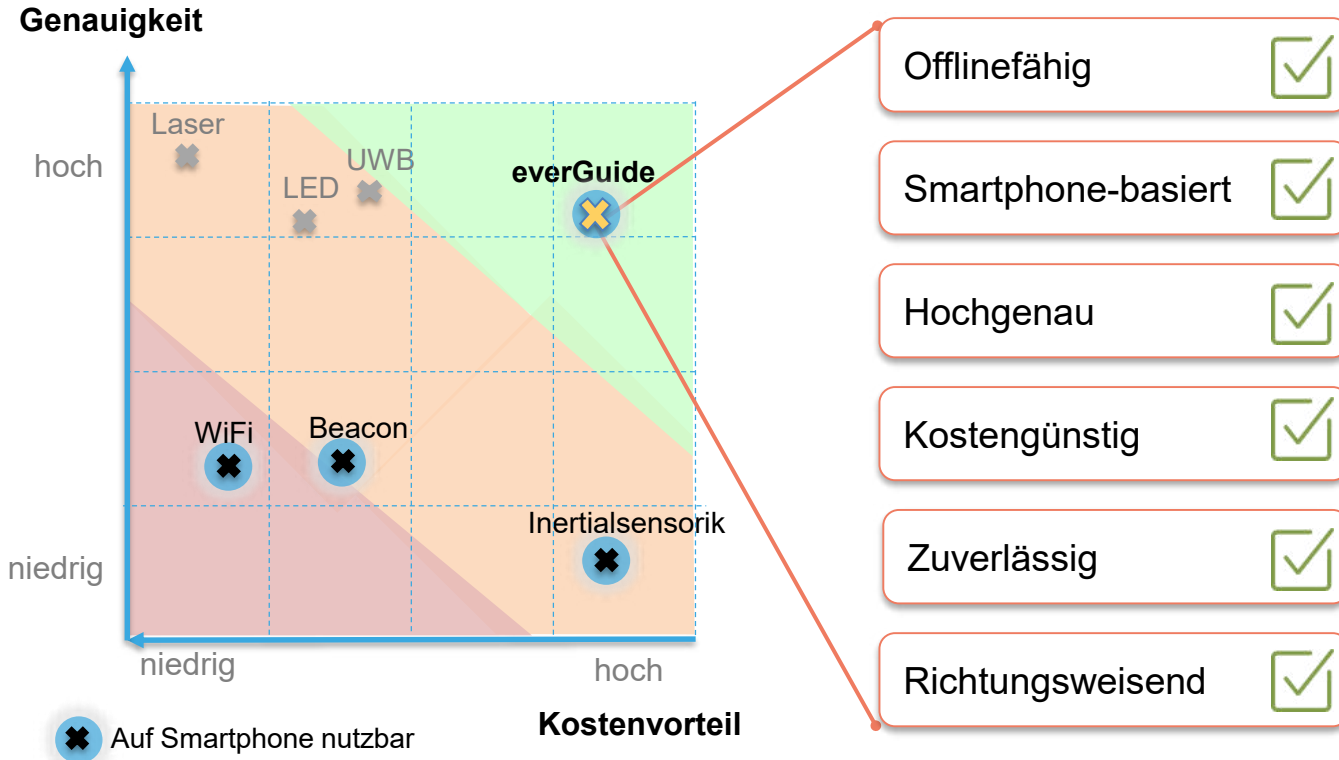 Genauigkeit
hoch
Laser
UWB
LED
everGuide
WiFi
Beacon
Inertialsensorik
niedrig
niedrig
hoch
Kostenvorteil
Auf Smartphone nutzbar
Offlinefähig
Smartphone-basiert
Hochgenau
Kostengünstig
Zuverlässig
Richtungsweisend